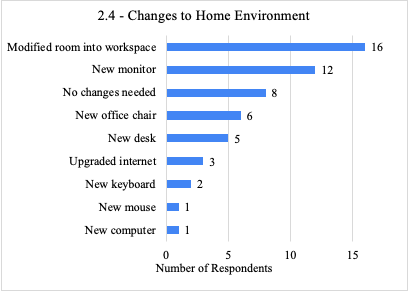 2.4 - Changes to Home Environment
Modified room into workspace 16
New monitor 12
No changes needed 8
New office chair 6
New desk 5
Upgraded internet 3
New keyboard 2
New mouse 1
New computer 1
0 5 10 15
Number of Respondents